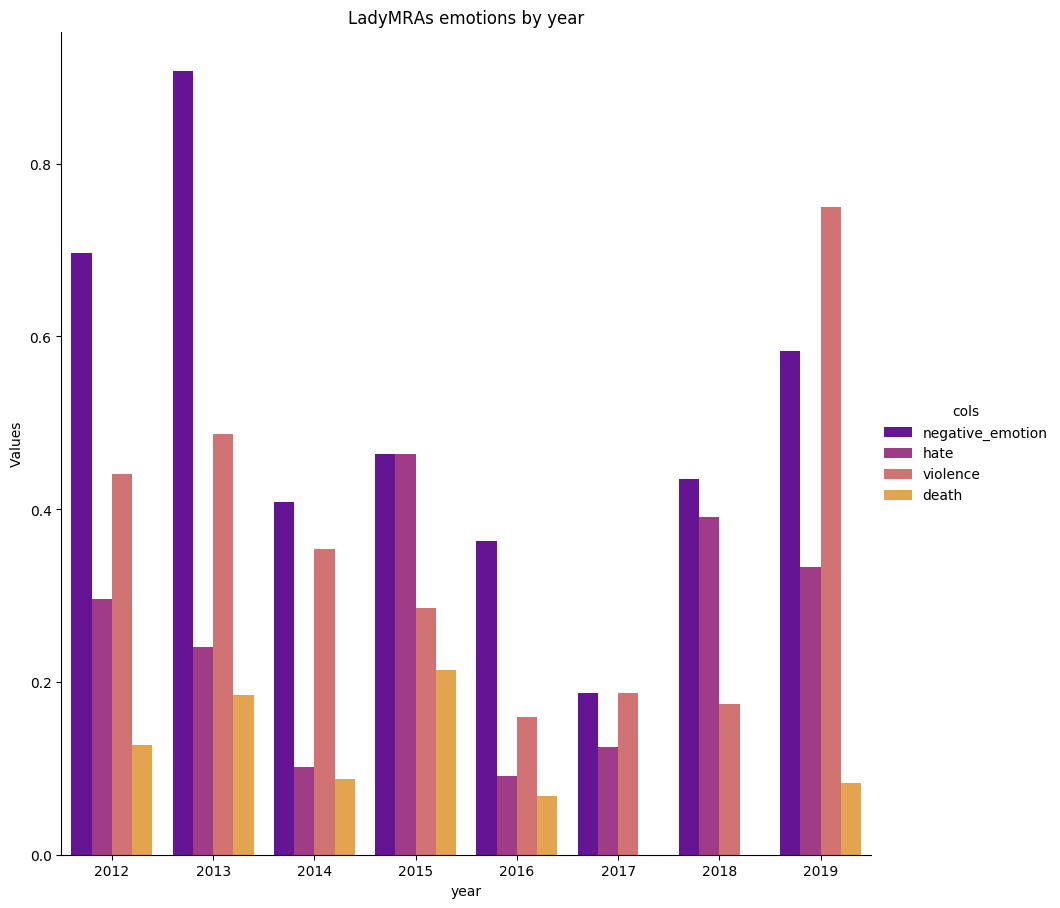 LadyMRAs emotions by year
Values
0.8
0.6
0.4
0.2
0.0
2012 2013 2014 2015 2016 2017 2018 2019
year
cols
negative_emotion
hate
violence
death